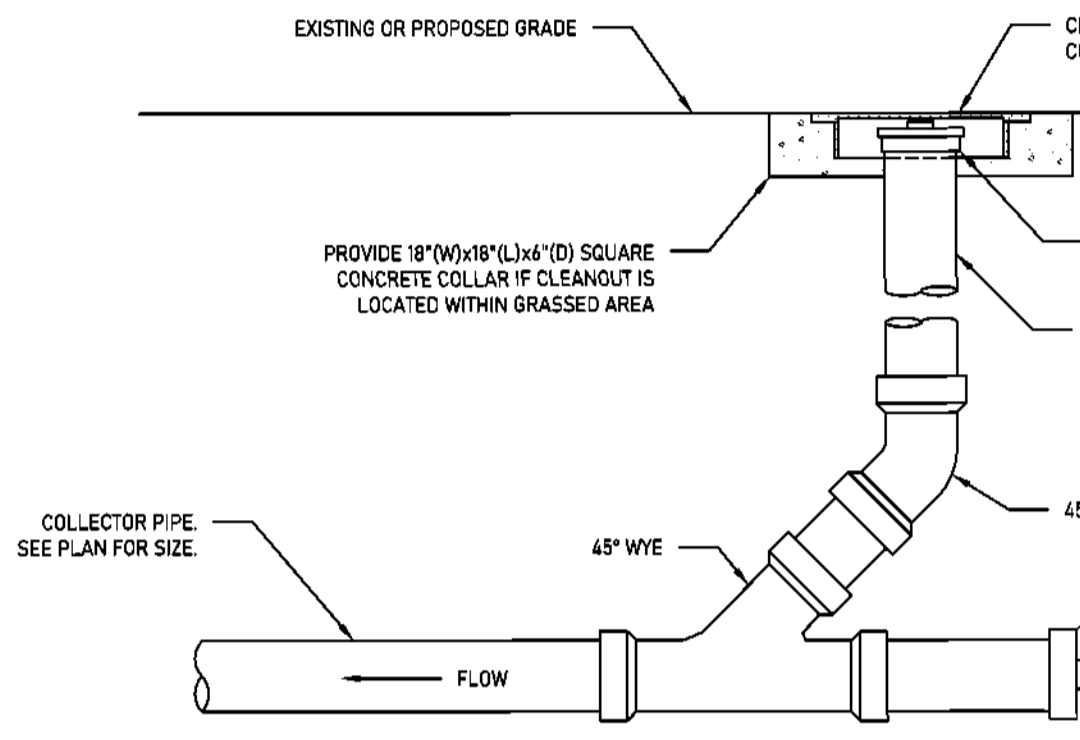 EXISTING OR PROPOSED GRADE
PROVIDE 18"(W)x18"(L)x6"(D) SQUARE
CONCRETE COLLAR IF CLEANOUT IS
LOCATED WITHIN GRASSED AREA
COLLECTOR PIPE.
SEE PLAN FOR SIZE.
45° WYE
FLOW